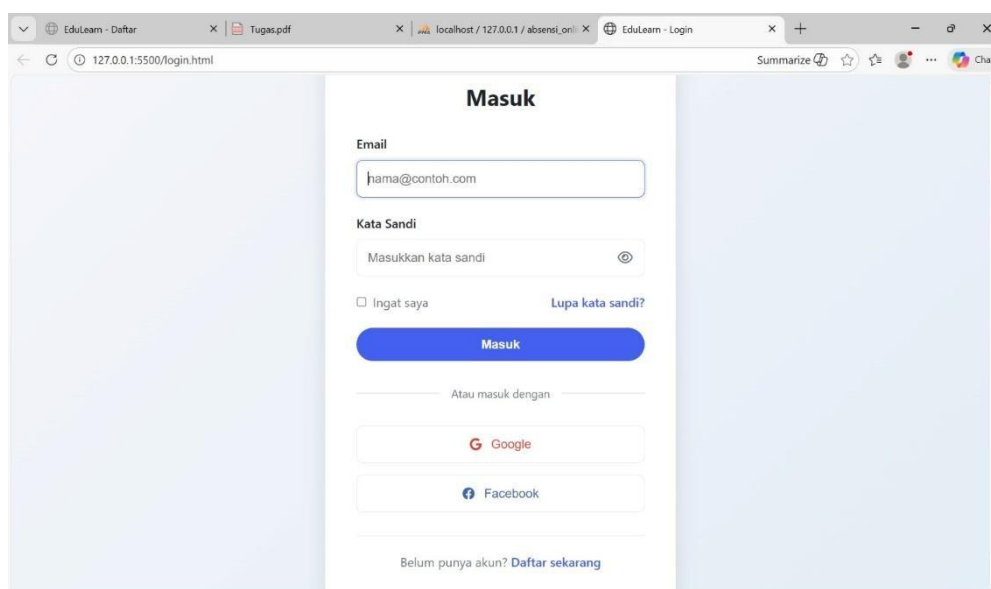 EduLearn - Daftar
Tugas.pdf
localhost / 127.0.0.1 / absensi_onli
EduLearn - Login
127.0.0.1:5500/login.html
Summarize
Cha
Masuk
Email
nama@contoh.com
Kata Sandi
Masukkan kata sandi
Ingat saya Lupa kata sandi?
Masuk
Atau masuk dengan
Google
Facebook
Belum punya akun? Daftar sekarang